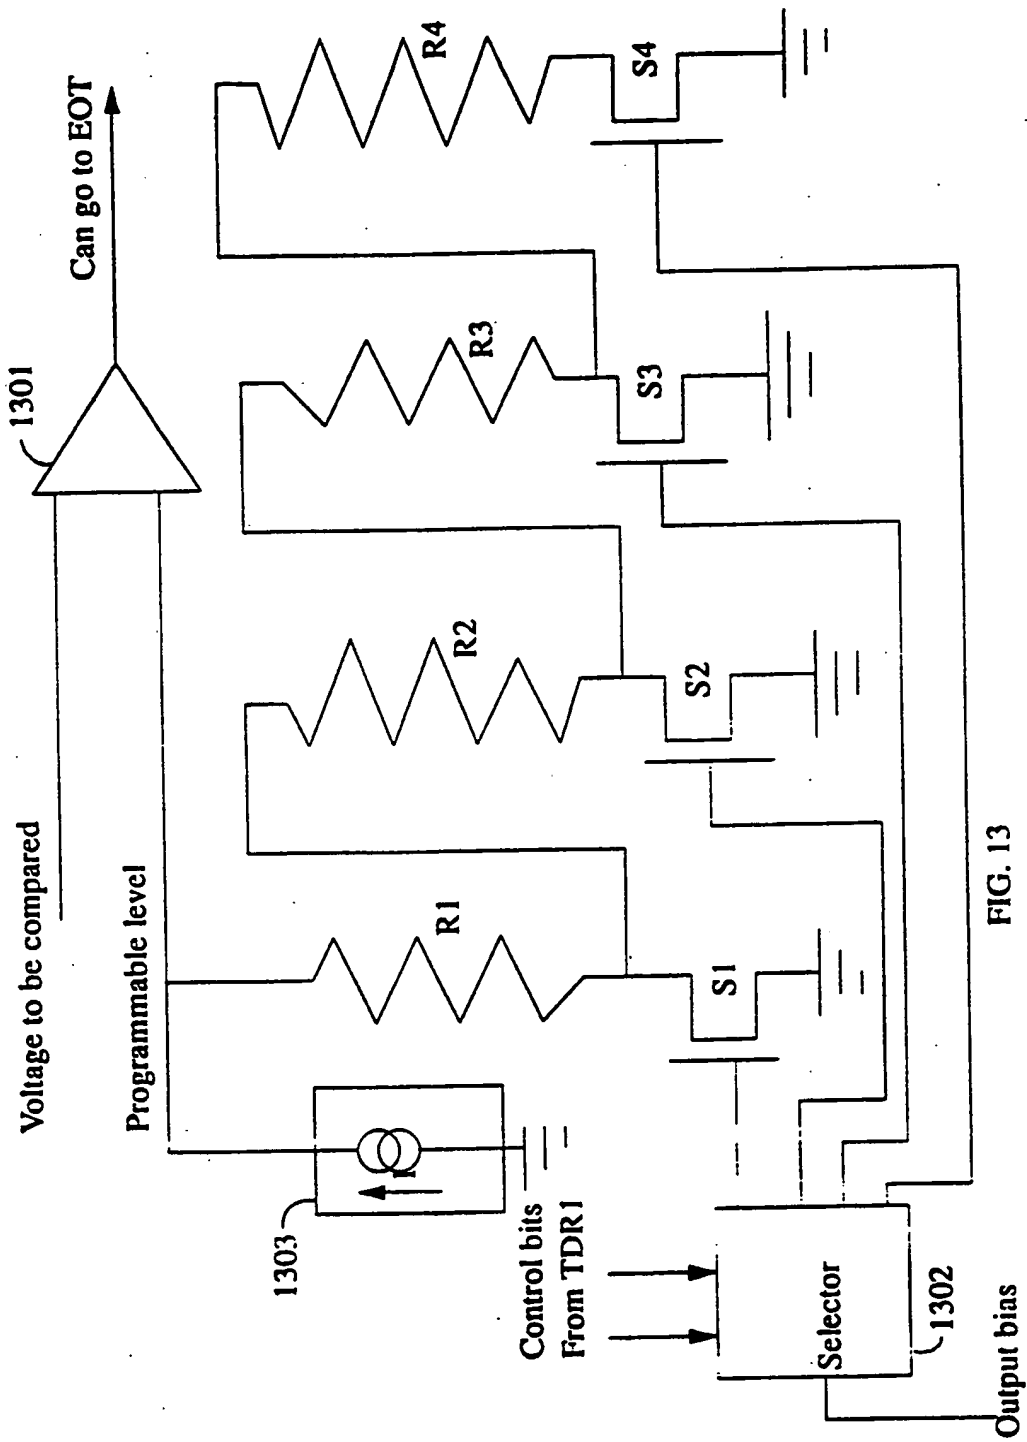 1301
Can go to EOT
Voltage to be compared
Programmable level
R1
R2
R3
R4
S1
S2
S3
S4
1303
I
Control bits
From TDR1
Selector
1302
Output bias
FIG. 13